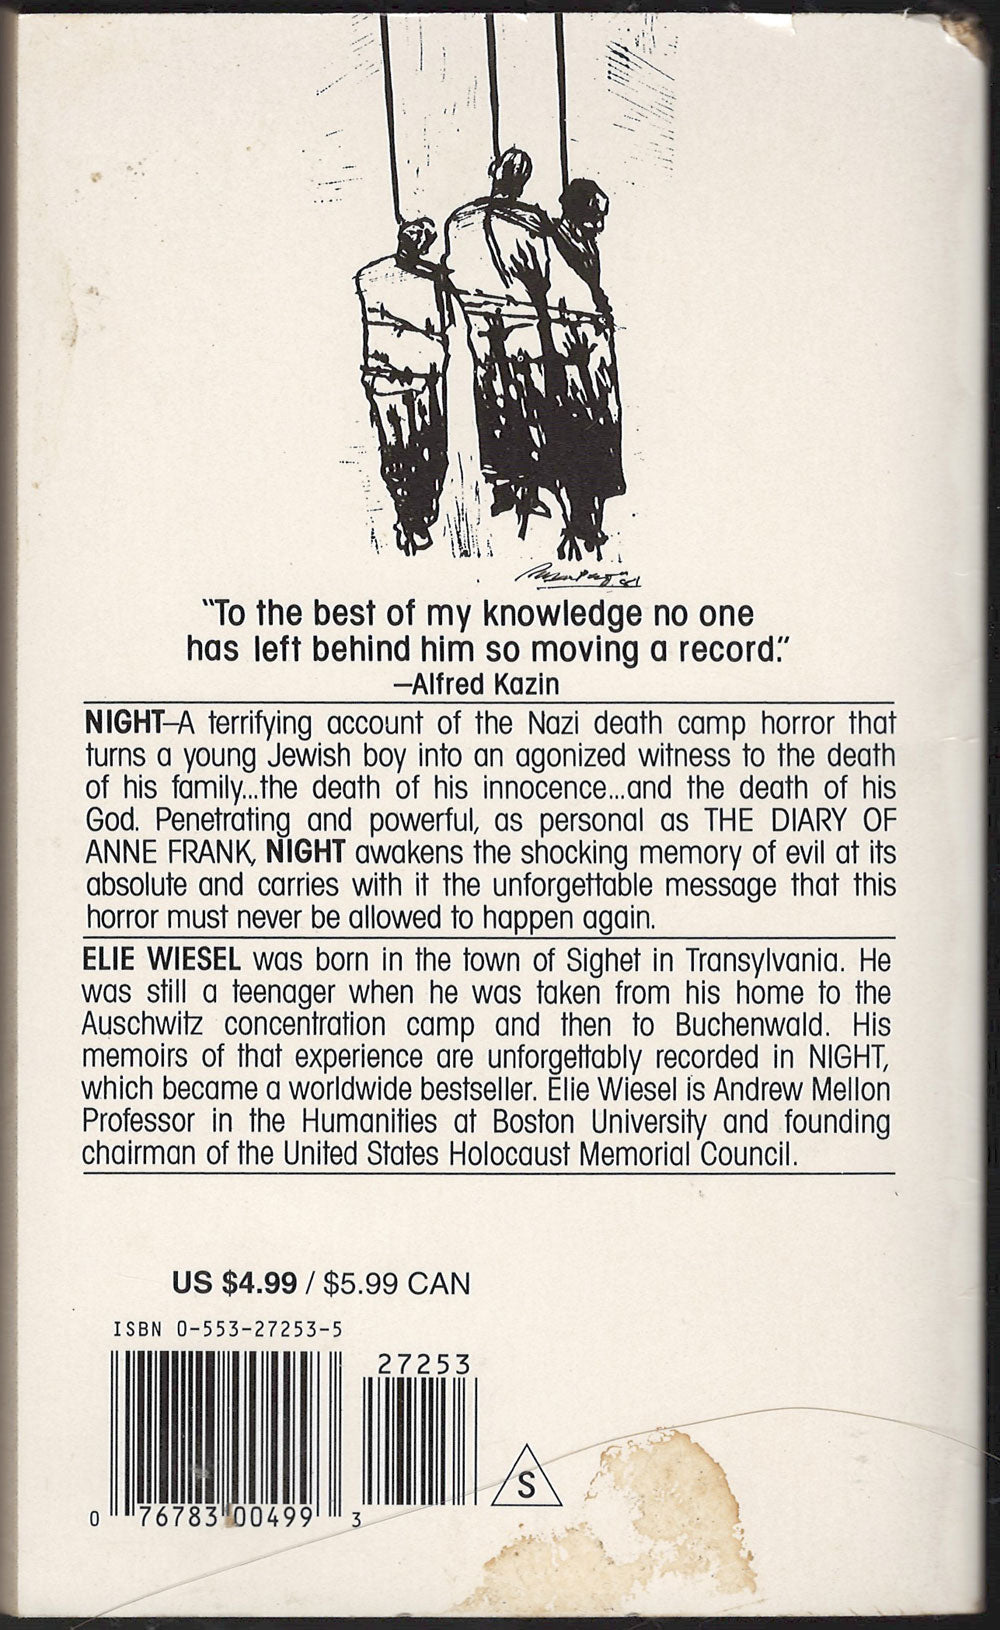 "To the best of my knowledge no one
has left behind him so moving a record."
—Alfred Kazin
NIGHT—A terrifying account of the Nazi death camp horror that
turns a young Jewish boy into an agonized witness to the death
of his family...the death of his innocence...and the death of his
God. Penetrating and powerful, as personal as THE DIARY OF
ANNE FRANK, NIGHT awakens the shocking memory of evil at its
absolute and carries with it the unforgettable message that this
horror must never be allowed to happen again.
ELIE WIESEL was born in the town of Sighet in Transylvania. He
was still a teenager when he was taken from his home to the
Auschwitz concentration camp and then to Buchenwald. His
memoirs of that experience are unforgettably recorded in NIGHT,
which became a worldwide bestseller. Elie Wiesel is Andrew Mellon
Professor in the Humanities at Boston University and founding
chairman of the United States Holocaust Memorial Council.
US $4.99 / $5.99 CAN
ISBN 0-553-27253-5
27253
0 76783 00499 3
S